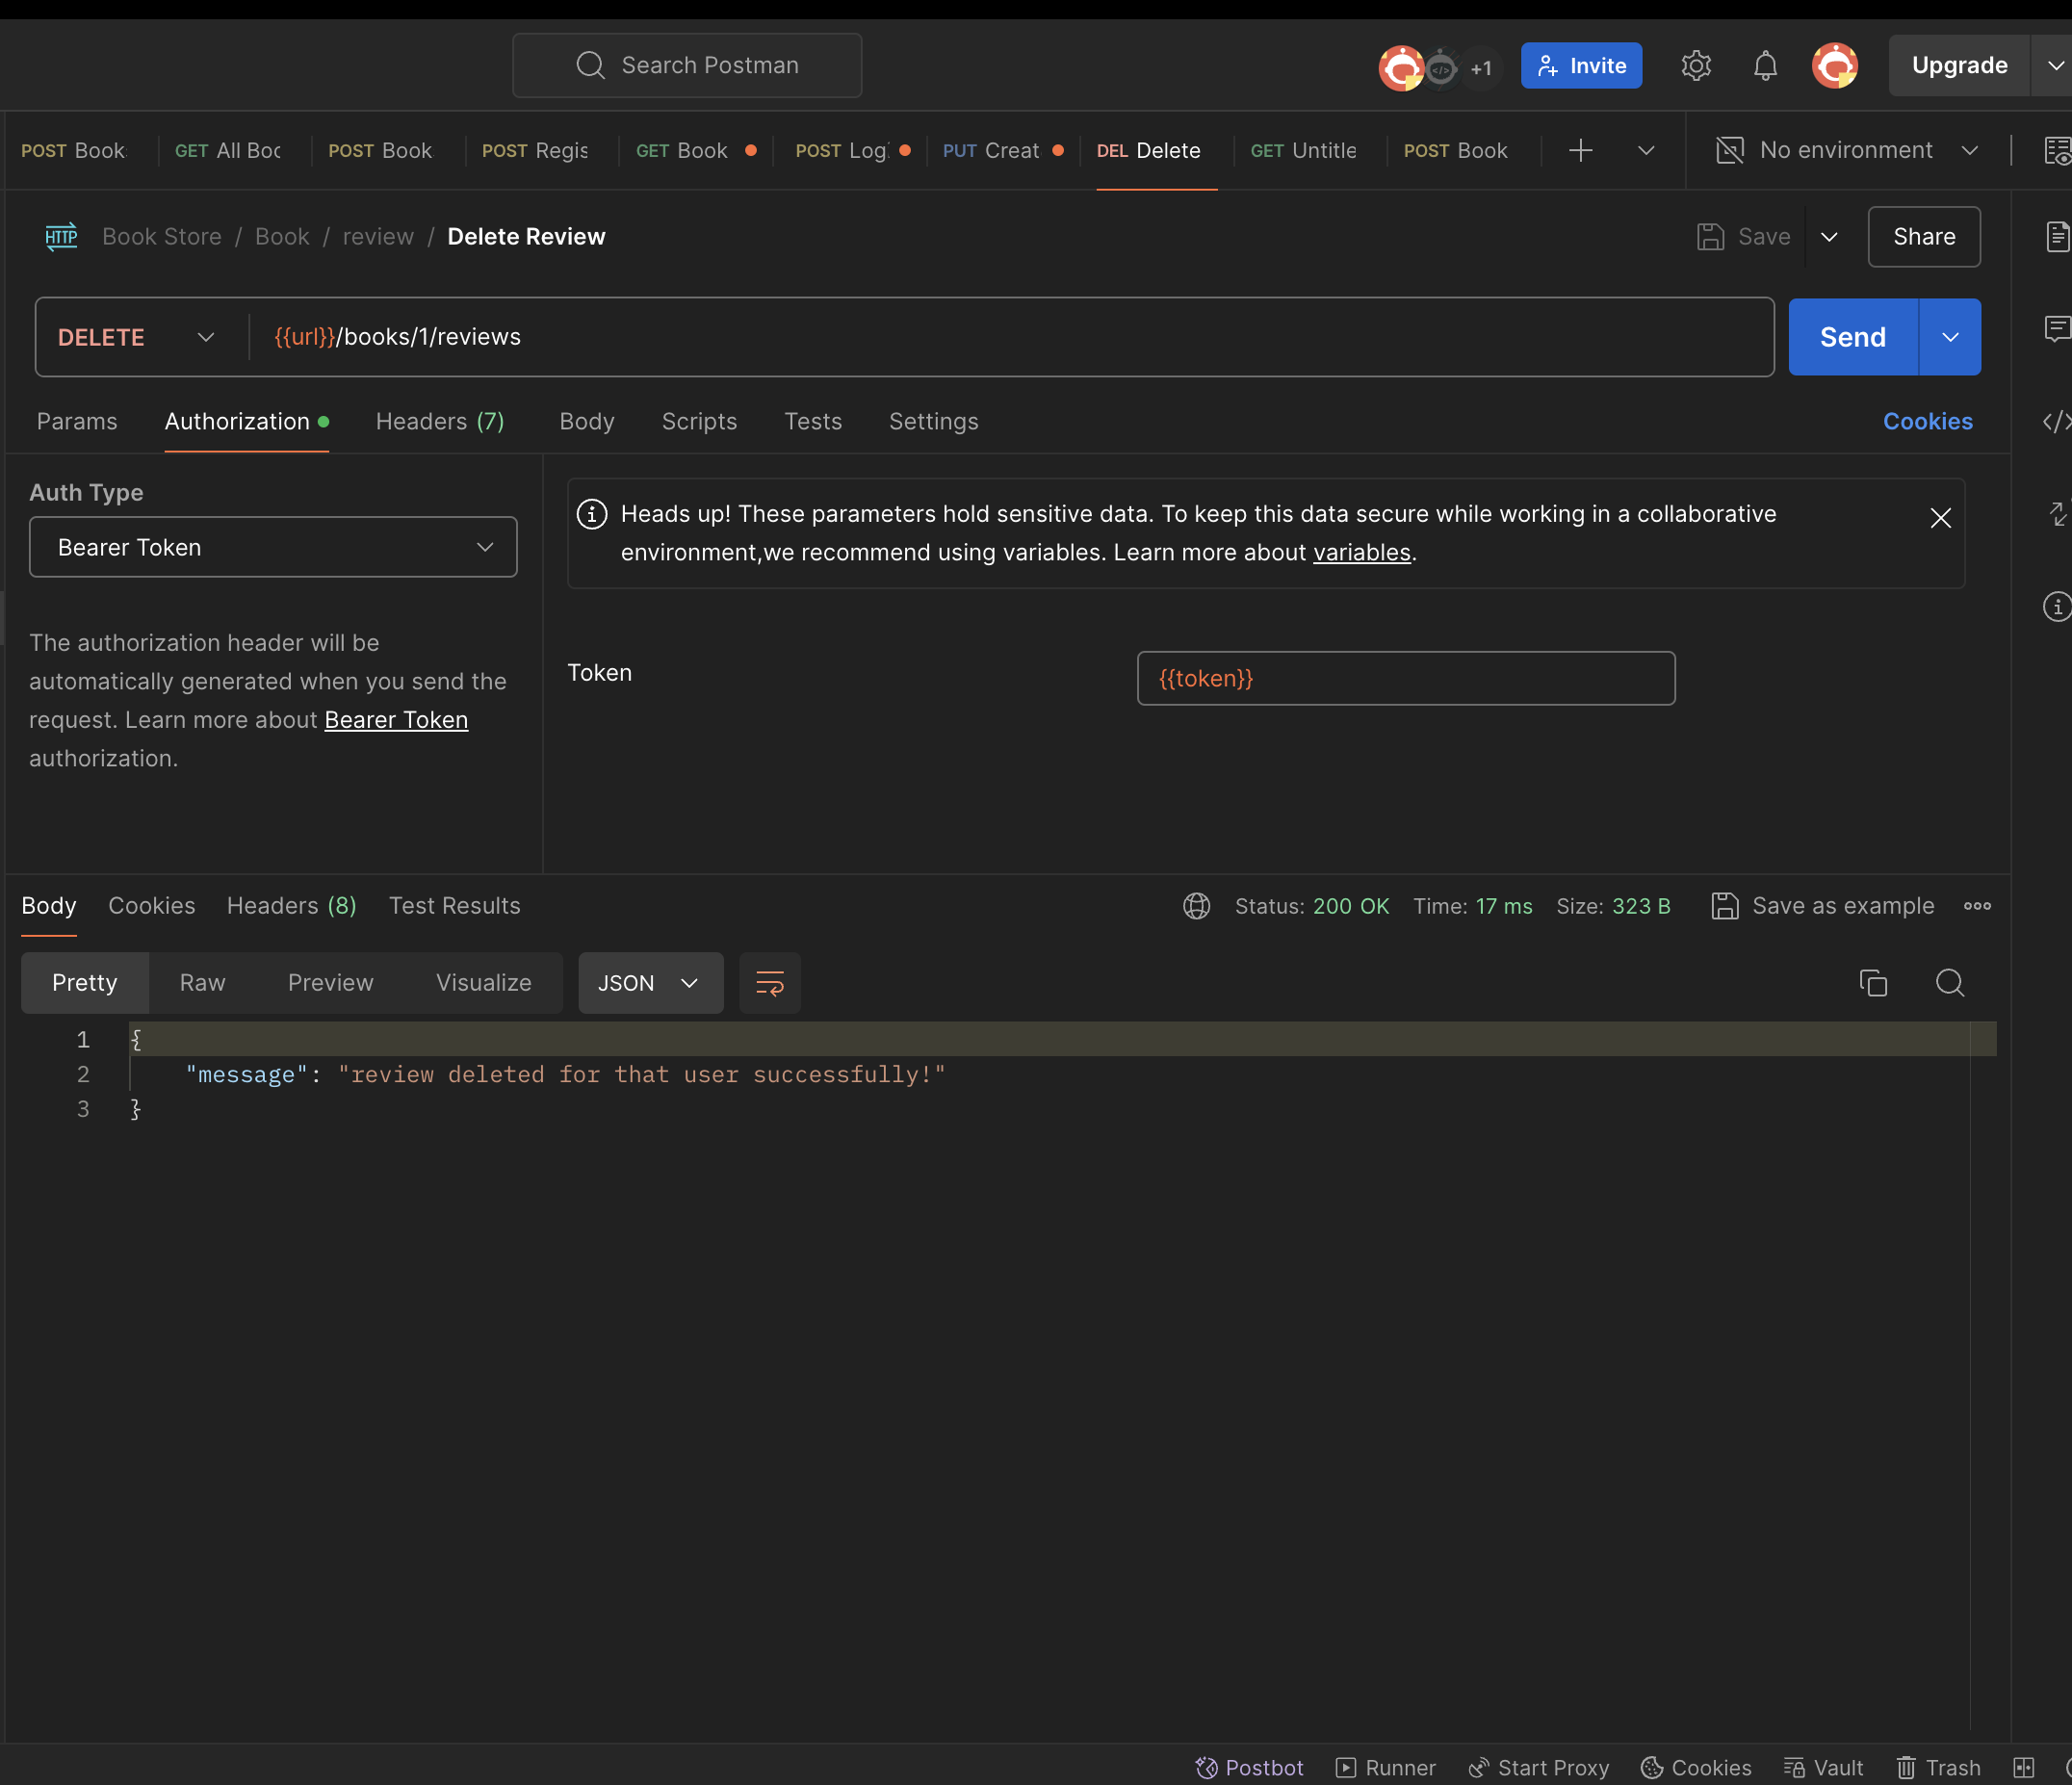 Search Postman
+1
Invite
Upgrade
POST Book
GET All Boo
POST Book
POST Regis
GET Book
POST Log
PUT Creat
DEL Delete
GET Untitle
POST Book
No environment
HTTP
Book Store / Book / review / Delete Review
Save
Share
DELETE
{{url}}/books/1/reviews
Send
Params
Authorization
Headers (7)
Body
Scripts
Tests
Settings
Cookies
Auth Type
Bearer Token
The authorization header will be
automatically generated when you send the
request. Learn more about Bearer Token
authorization.
Heads up! These parameters hold sensitive data. To keep this data secure while working in a collaborative
environment,we recommend using variables. Learn more about variables.
Token
{{token}}
Body
Cookies
Headers (8)
Test Results
Status: 200 OK
Time: 17 ms
Size: 323 B
Save as example
Pretty
Raw
Preview
Visualize
JSON
1 {
2 "message": "review deleted for that user successfully!"
3 }
Postbot
Runner
Start Proxy
Cookies
Vault
Trash